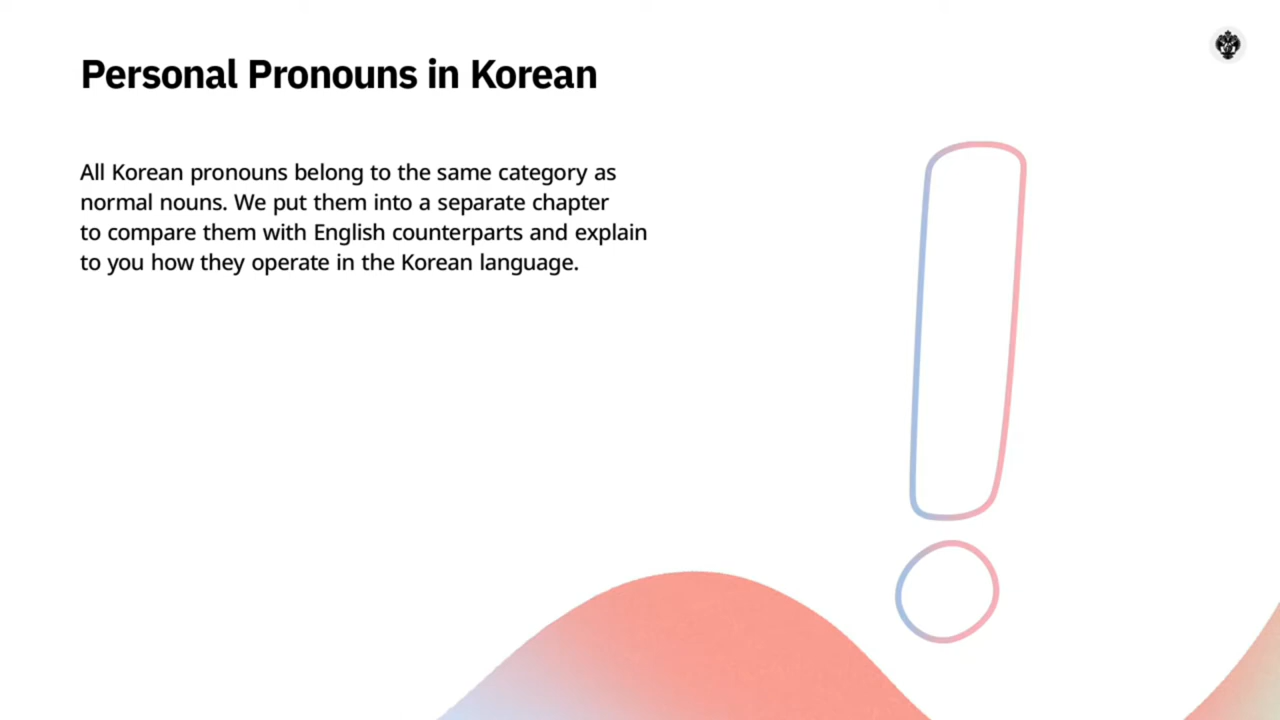 Personal Pronouns in Korean
All Korean pronouns belong to the same category as
normal nouns. We put them into a separate chapter
to compare them with English counterparts and explain
to you how they operate in the Korean language.